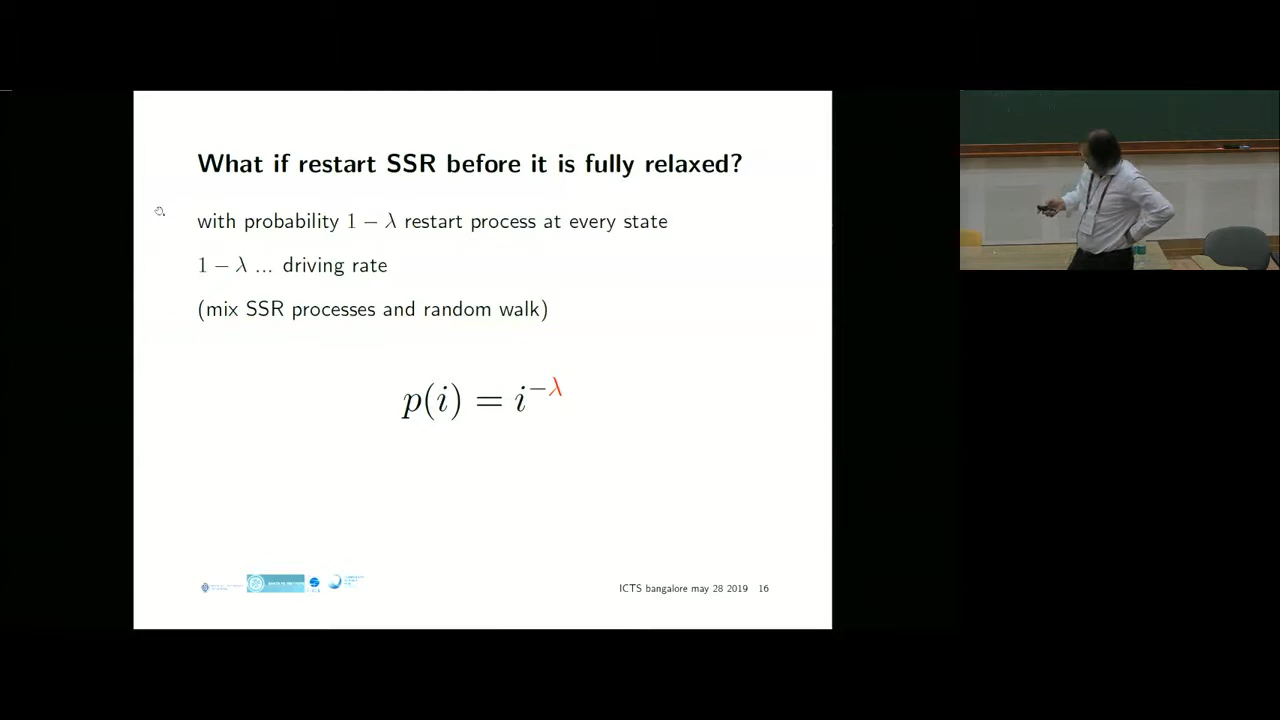 What if restart SSR before it is fully relaxed?
with probability 1 − λ restart process at every state
1 − λ ... driving rate
(mix SSR processes and random walk)
p(i) = i^{−λ}
ICTS bangalore may 28 2019 16